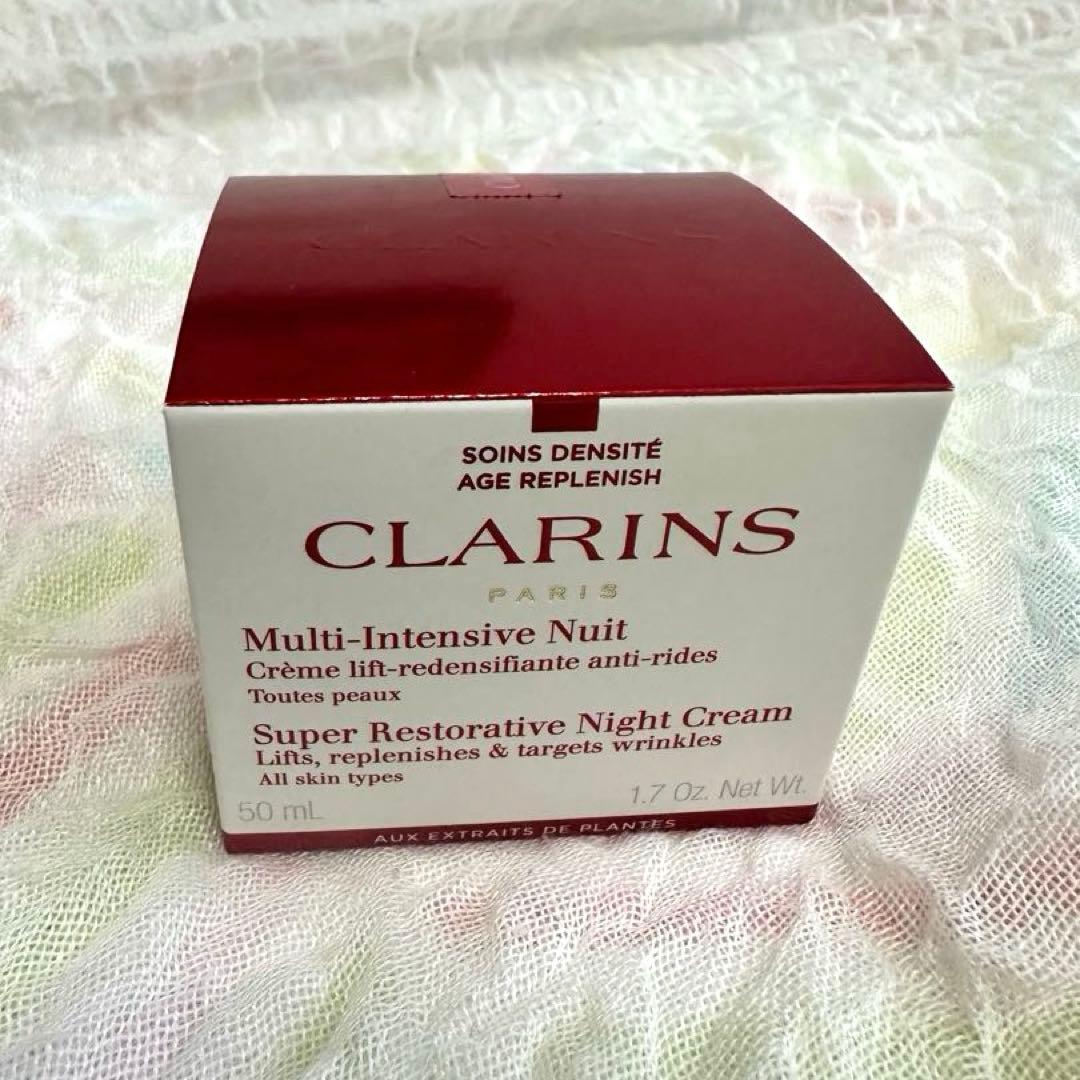 SOINS DENSITÉ
AGE REPLENISH
CLARINS
PARIS
Multi-Intensive Nuit
Crème lift-redensifiante anti-rides
Toutes peaux
Super Restorative Night Cream
Lifts, replenishes & targets wrinkles
All skin types
50 mL 1.7 Oz. Net Wt.
AUX EXTRAITS DE PLANTES